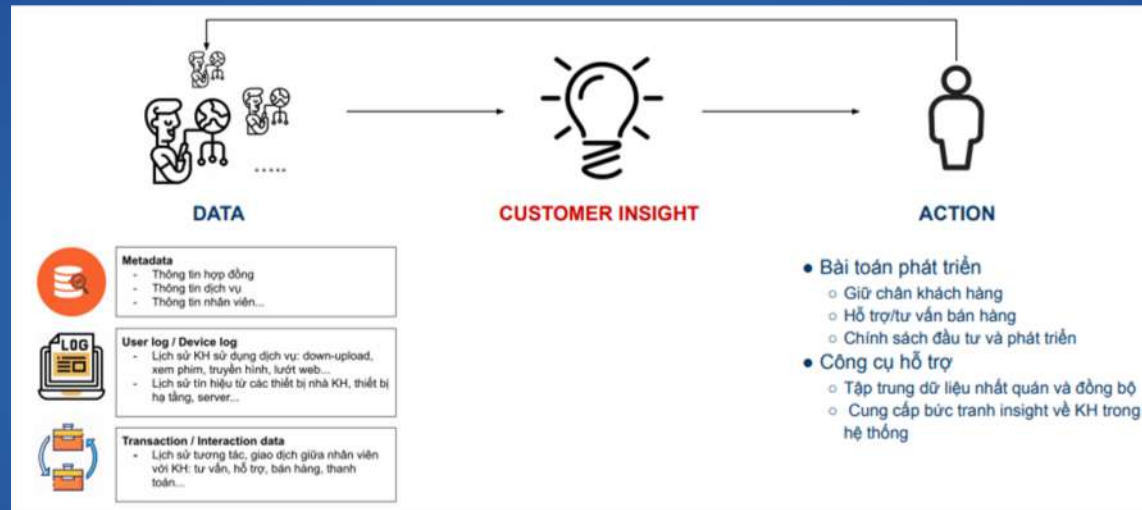 DATA
CUSTOMER INSIGHT
ACTION
.....
Metadata
- Thông tin hợp đồng
- Thông tin dịch vụ
- Thông tin nhân viên...
LOG
User log / Device log
- Lịch sử KH sử dụng dịch vụ: down-upload,
xem phim, truyền hình, lướt web...
- Lịch sử tín hiệu từ các thiết bị nhà KH, thiết bị
hạ tầng, server...
Transaction / Interaction data
- Lịch sử tương tác, giao dịch giữa nhân viên
với KH: tư vấn, hỗ trợ, bán hàng, thanh
toán...
● Bài toán phát triển
○ Giữ chân khách hàng
○ Hỗ trợ/tư vấn bán hàng
○ Chính sách đầu tư và phát triển
● Công cụ hỗ trợ
○ Tập trung dữ liệu nhất quán và đồng bộ
○ Cung cấp bức tranh insight về KH trong
hệ thống